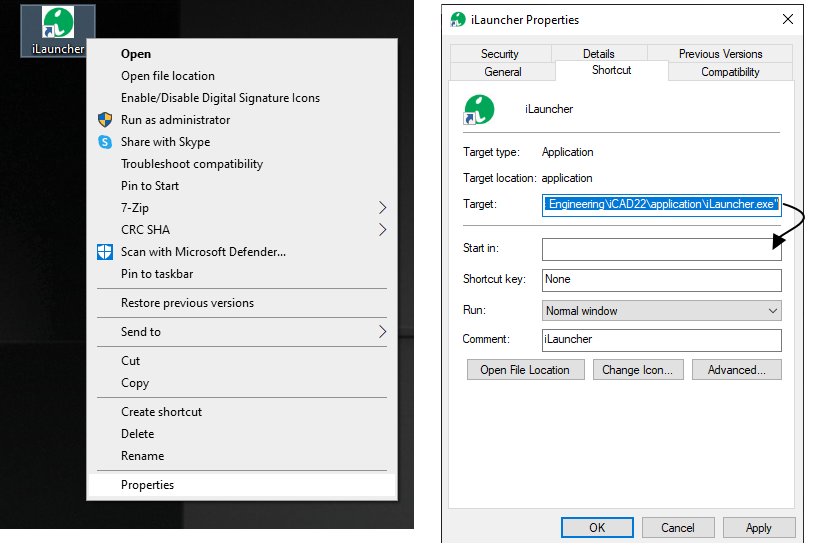 iLauncher
Open
Open file location
Enable/Disable Digital Signature Icons
Run as administrator
Share with Skype
Troubleshoot compatibility
Pin to Start
7-Zip
CRC SHA
Scan with Microsoft Defender...
Pin to taskbar
Restore previous versions
Send to
Cut
Copy
Create shortcut
Delete
Rename
Properties
iLauncher Properties
Security Details Previous Versions
General Shortcut Compatibility
iLauncher
Target type: Application
Target location: application
Target: Engineering\iCAD22\application\iLauncher.exe"
Start in:
Shortcut key: None
Run: Normal window
Comment: iLauncher
Open File Location Change Icon... Advanced...
OK Cancel Apply